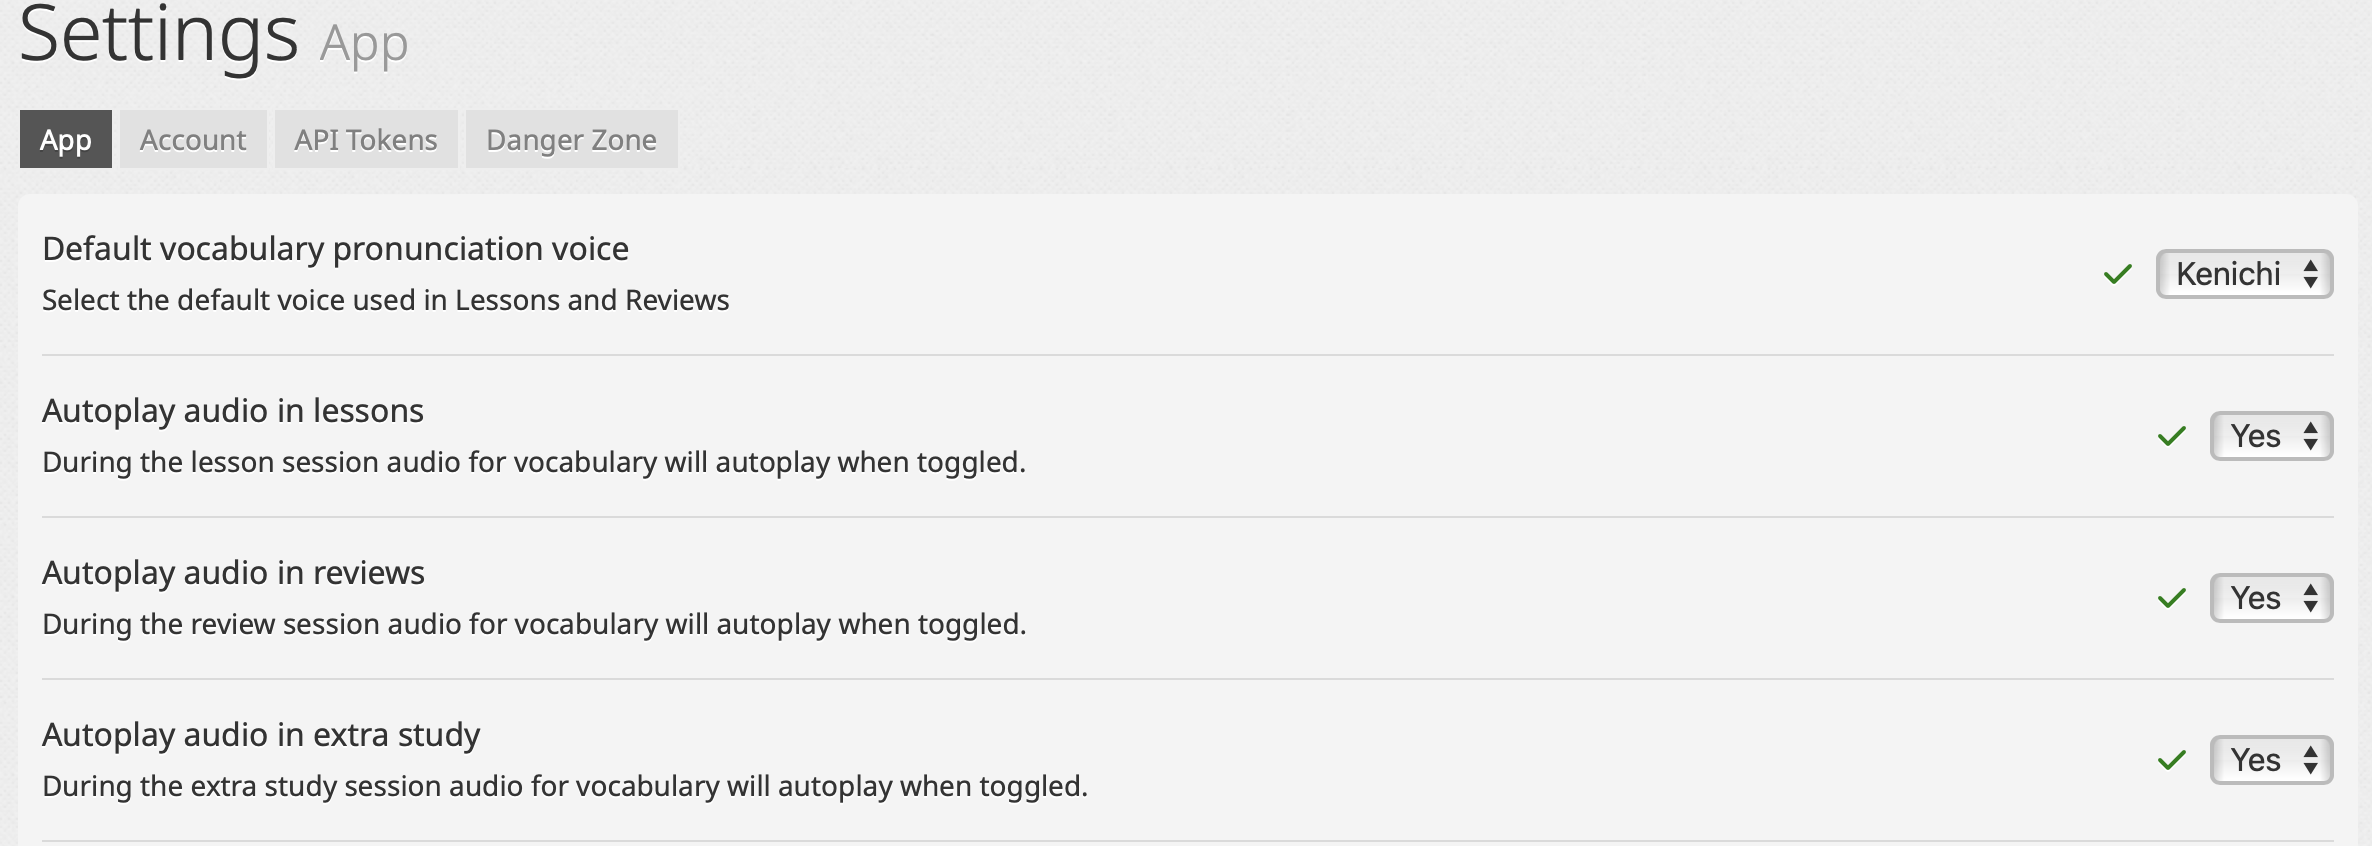 Settings App
App Account API Tokens Danger Zone
Default vocabulary pronunciation voice
Select the default voice used in Lessons and Reviews
Kenichi
Autoplay audio in lessons
During the lesson session audio for vocabulary will autoplay when toggled.
Yes
Autoplay audio in reviews
During the review session audio for vocabulary will autoplay when toggled.
Yes
Autoplay audio in extra study
During the extra study session audio for vocabulary will autoplay when toggled.
Yes